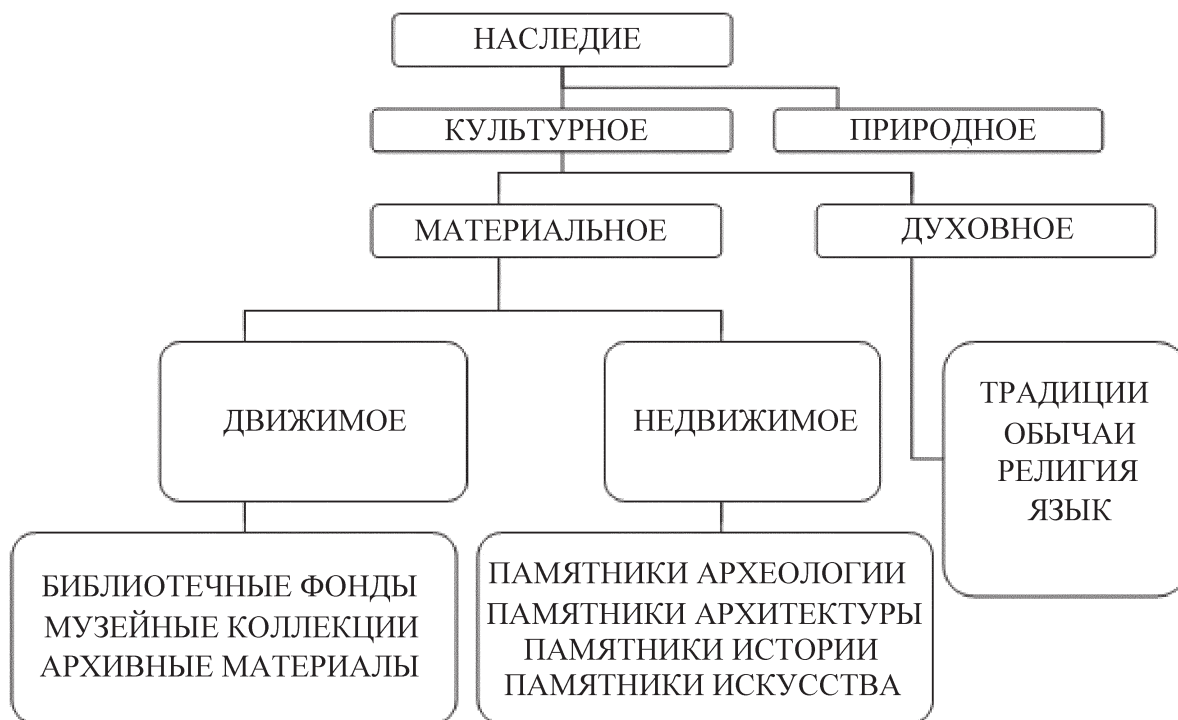 НАСЛЕДИЕ
КУЛЬТУРНОЕ
ПРИРОДНОЕ
МАТЕРИАЛЬНОЕ
ДУХОВНОЕ
ДВИЖИМОЕ
НЕДВИЖИМОЕ
ТРАДИЦИИ
ОБЫЧАИ
РЕЛИГИЯ
ЯЗЫК
БИБЛИОТЕЧНЫЕ ФОНДЫ
МУЗЕЙНЫЕ КОЛЛЕКЦИИ
АРХИВНЫЕ МАТЕРИАЛЫ
ПАМЯТНИКИ АРХЕОЛОГИИ
ПАМЯТНИКИ АРХИТЕКТУРЫ
ПАМЯТНИКИ ИСТОРИИ
ПАМЯТНИКИ ИСКУССТВА